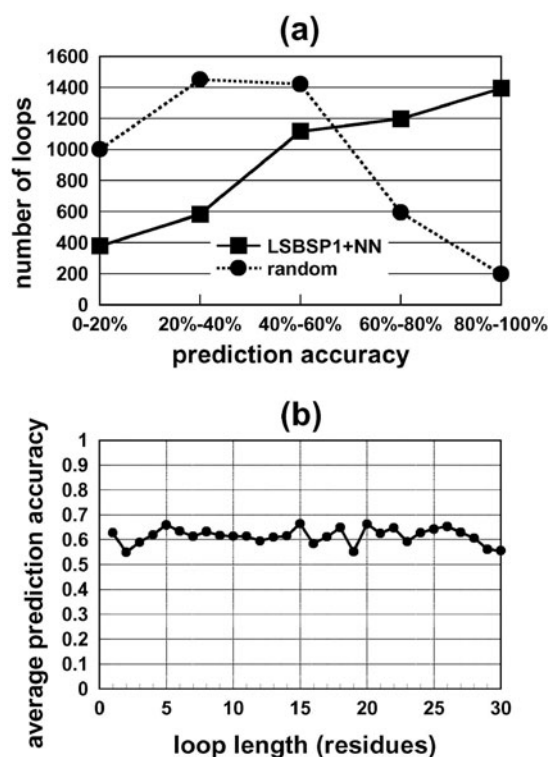 (a)
number of loops
1600
1400
1200
1000
800
600
400
200
0
LSBSP1+NN
random
0-20% 20%-40% 40%-60% 60%-80% 80%-100%
prediction accuracy
(b)
average prediction accuracy
1
0.9
0.8
0.7
0.6
0.5
0.4
0.3
0.2
0.1
0
0 5 10 15 20 25 30
loop length (residues)